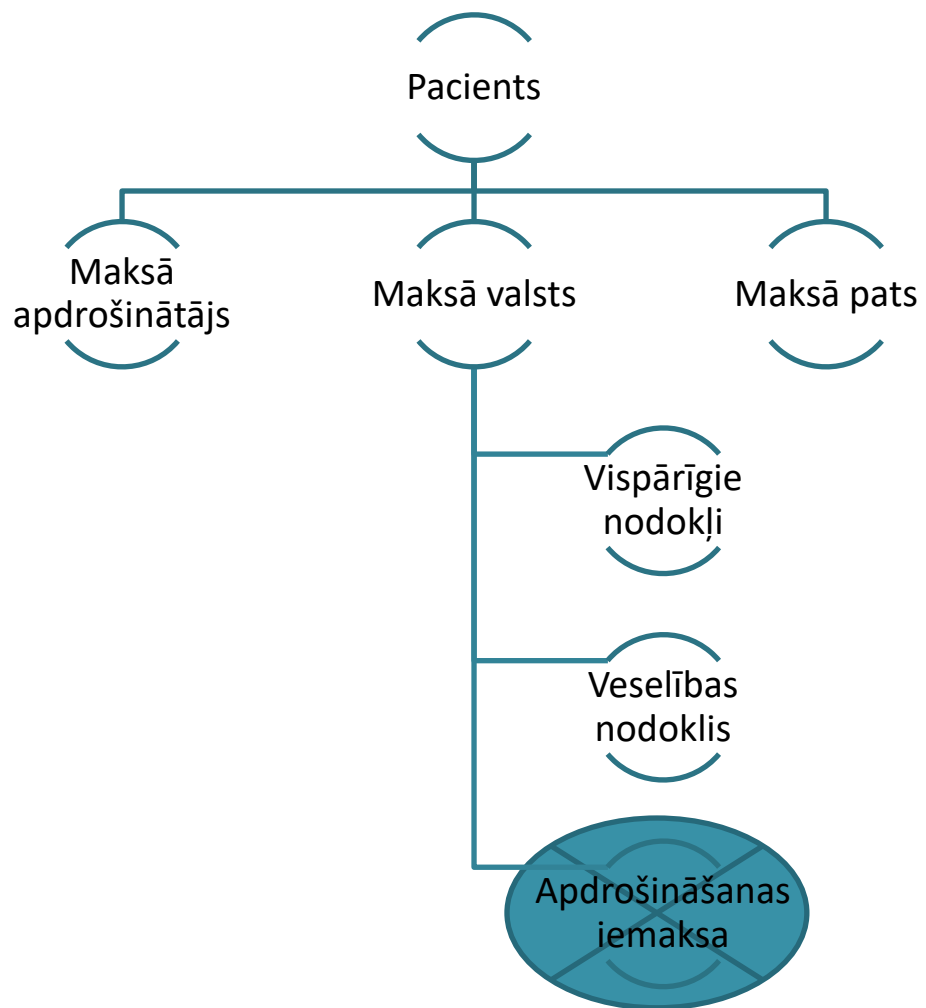 Pacients
Maksā
apdrošinātājs
Maksā valsts
Maksā pats
Vispārīgie
nodokļi
Veselības
nodoklis
Apdrošināšanas
iemaksa